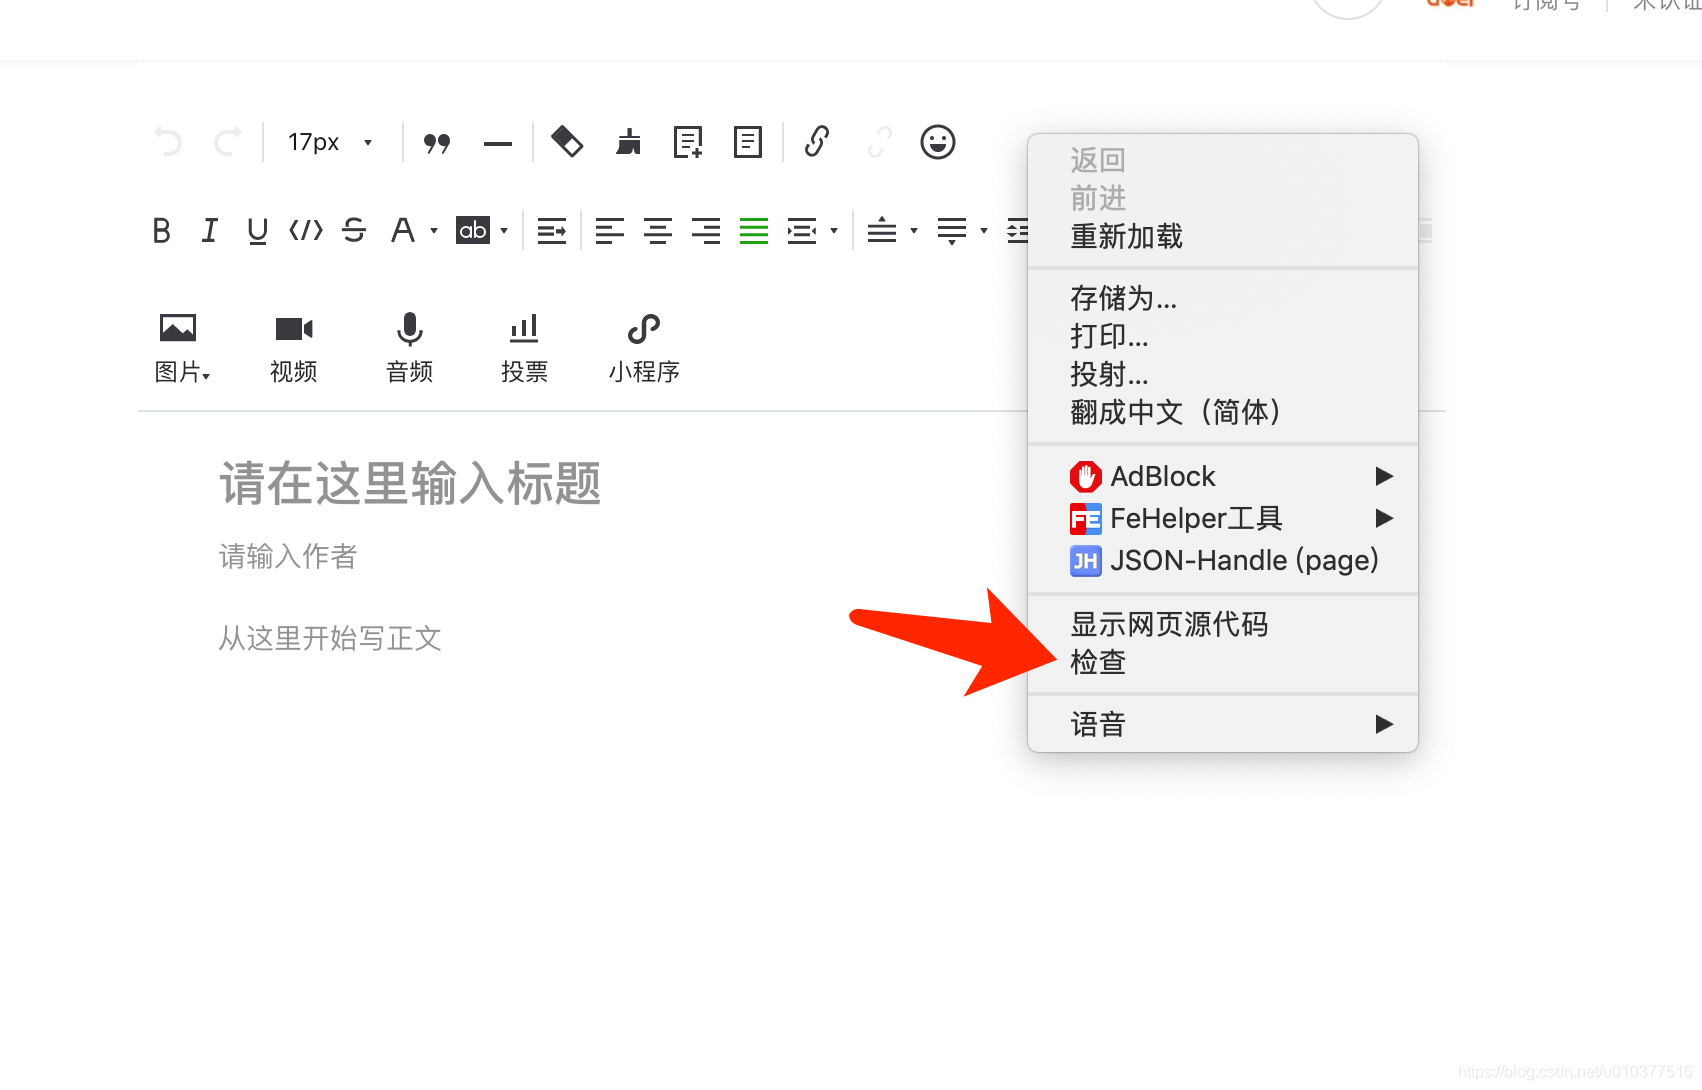 订阅号
未认证
17px
B I U </> S A ab
图片 视频 音频 投票 小程序
请在这里输入标题
请输入作者
从这里开始写正文
返回
前进
重新加载
存储为...
打印...
投射...
翻成中文（简体）
AdBlock
FE FeHelper工具
JH JSON-Handle (page)
显示网页源代码
检查
语音
https://blog.csdn.net/u010377516